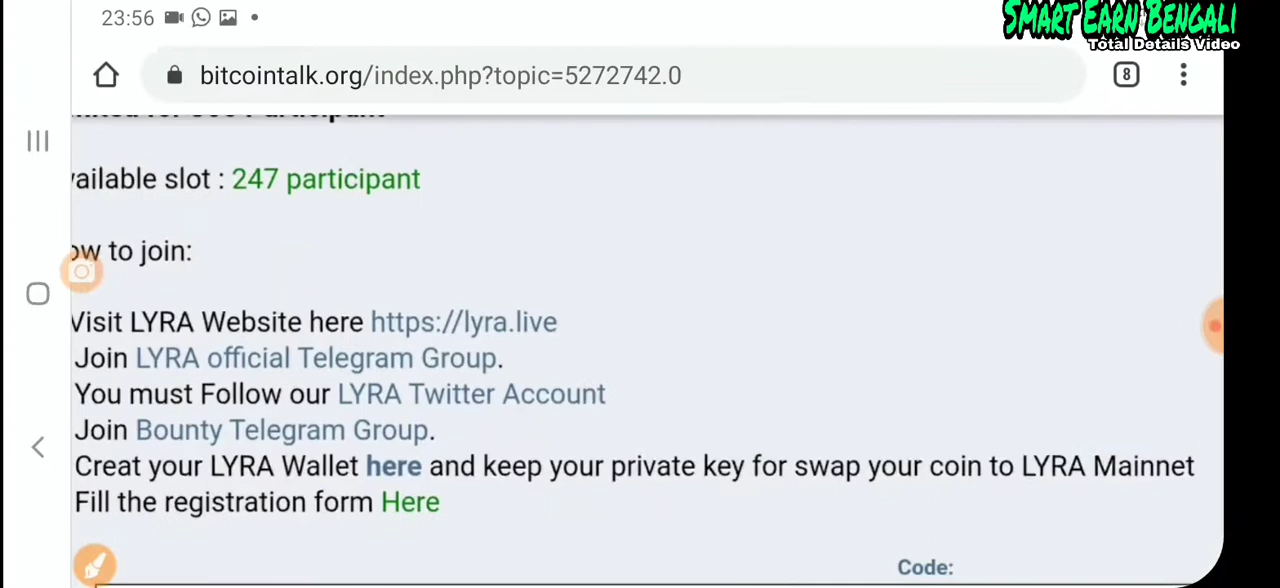 23:56
SMART EARN BENGALI
Total Details Video
bitcointalk.org/index.php?topic=5272742.0
8
Participant
vailable slot : 247 participant
ow to join:
Visit LYRA Website here https://lyra.live
Join LYRA official Telegram Group.
You must Follow our LYRA Twitter Account
Join Bounty Telegram Group.
Creat your LYRA Wallet here and keep your private key for swap your coin to LYRA Mainnet
Fill the registration form Here
Code: